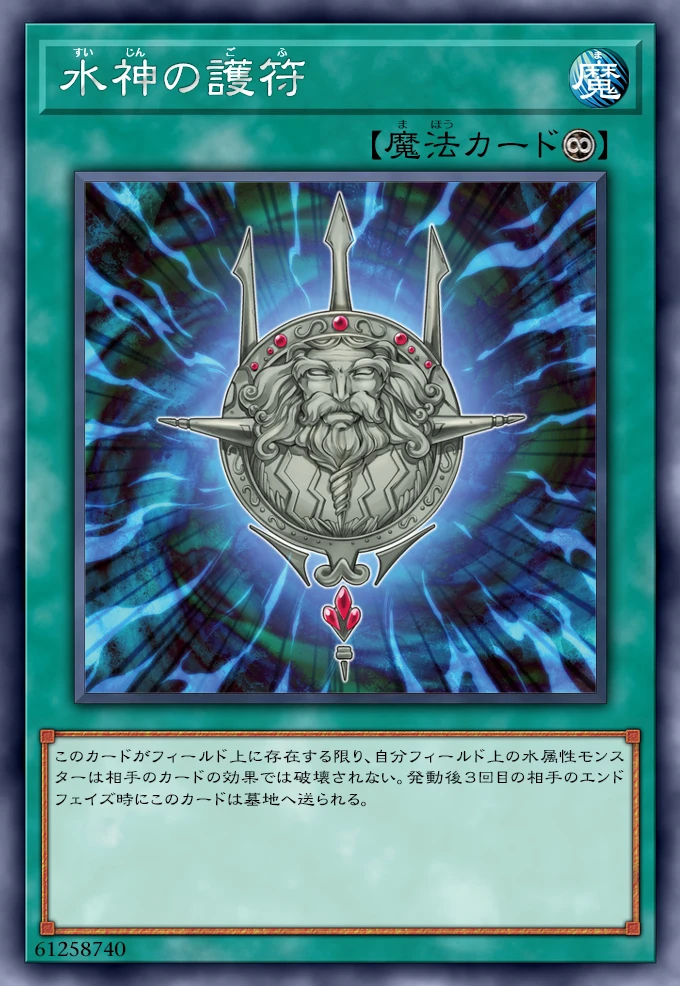 すいじんごふ
水神の護符
ま
魔
まほう
【魔法カード♾】
このカードがフィールド上に存在する限り、自分フィールド上の水属性モンス
ターは相手のカードの効果では破壊されない。発動後３回目の相手のエンド
フェイズ時にこのカードは墓地へ送られる。
61258740